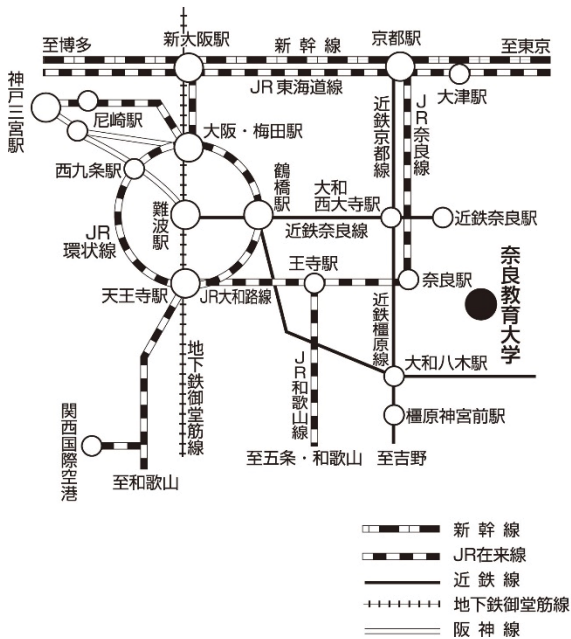 至博多
新大阪駅
新幹線
京都駅
至東京
JR東海道線
大津駅
神戸三宮駅
尼崎駅
大阪・梅田駅
近鉄京都線
JR奈良線
西九条駅
鶴橋駅
大和
西大寺駅
難波駅
近鉄奈良線
近鉄奈良駅
JR
環状線
王寺駅
奈良駅
奈良教育大学
天王寺駅
JR大和路線
近鉄橿原線
地下鉄御堂筋線
JR和歌山線
大和八木駅
関西国際空港
橿原神宮前駅
至和歌山
至五条・和歌山
至吉野
新幹線
JR在来線
近鉄線
地下鉄御堂筋線
阪神線